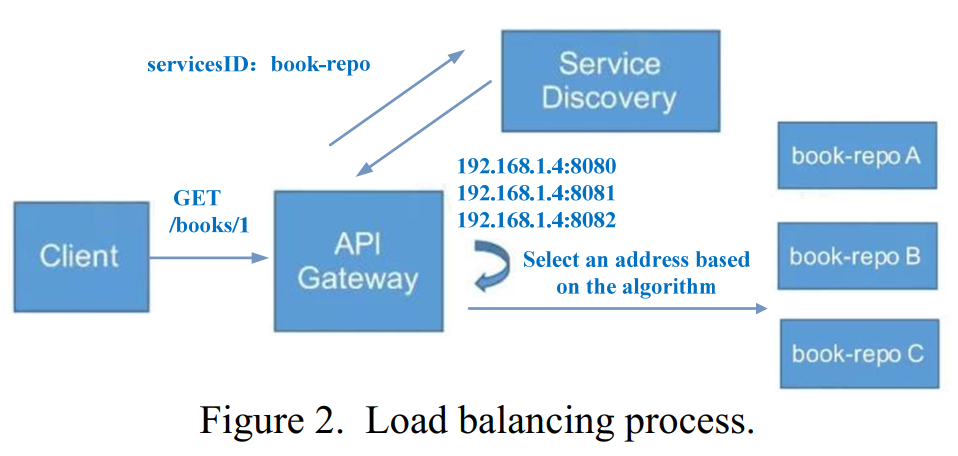 servicesID: book-repo
Service
Discovery
192.168.1.4:8080
192.168.1.4:8081
192.168.1.4:8082
GET
/books/1
Client
API
Gateway
Select an address based
on the algorithm
book-repo A
book-repo B
book-repo C
Figure 2. Load balancing process.